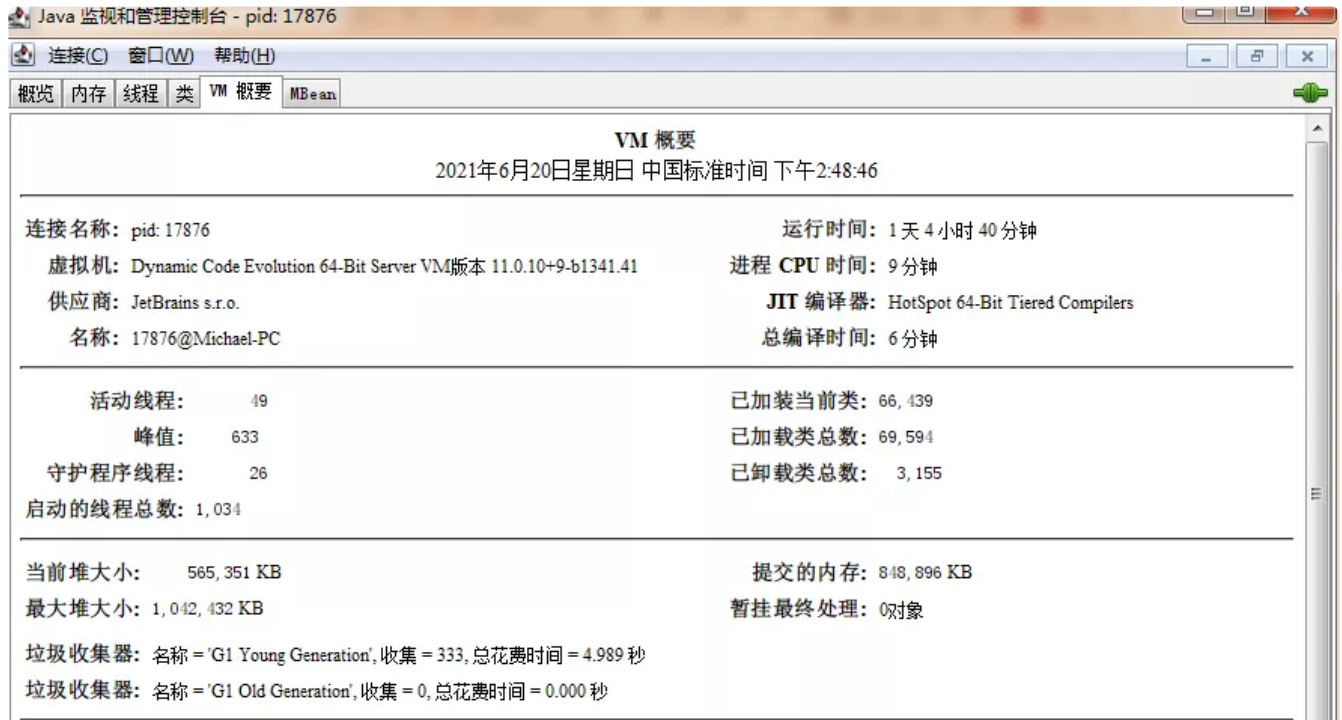 Java 监视和管理控制台 - pid: 17876
连接(C) 窗口(W) 帮助(H)
概览 内存 线程 类 VM 概要 MBean
VM 概要
2021年6月20日星期日 中国标准时间 下午2:48:46
连接名称: pid: 17876 运行时间: 1 天 4 小时 40 分钟
虚拟机: Dynamic Code Evolution 64-Bit Server VM版本 11.0.10+9-b1341.41 进程 CPU 时间: 9 分钟
供应商: JetBrains s.r.o. JIT 编译器: HotSpot 64-Bit Tiered Compilers
名称: 17876@Michael-PC 总编译时间: 6 分钟
活动线程: 49 已加装当前类: 66,439
峰值: 633 已加载类总数: 69,594
守护程序线程: 26 已卸载类总数: 3,155
启动的线程总数: 1,034
当前堆大小: 565,351 KB 提交的内存: 848,896 KB
最大堆大小: 1,042,432 KB 暂挂最终处理: 0对象
垃圾收集器: 名称 = 'G1 Young Generation', 收集 = 333, 总花费时间 = 4.989 秒
垃圾收集器: 名称 = 'G1 Old Generation', 收集 = 0, 总花费时间 = 0.000 秒